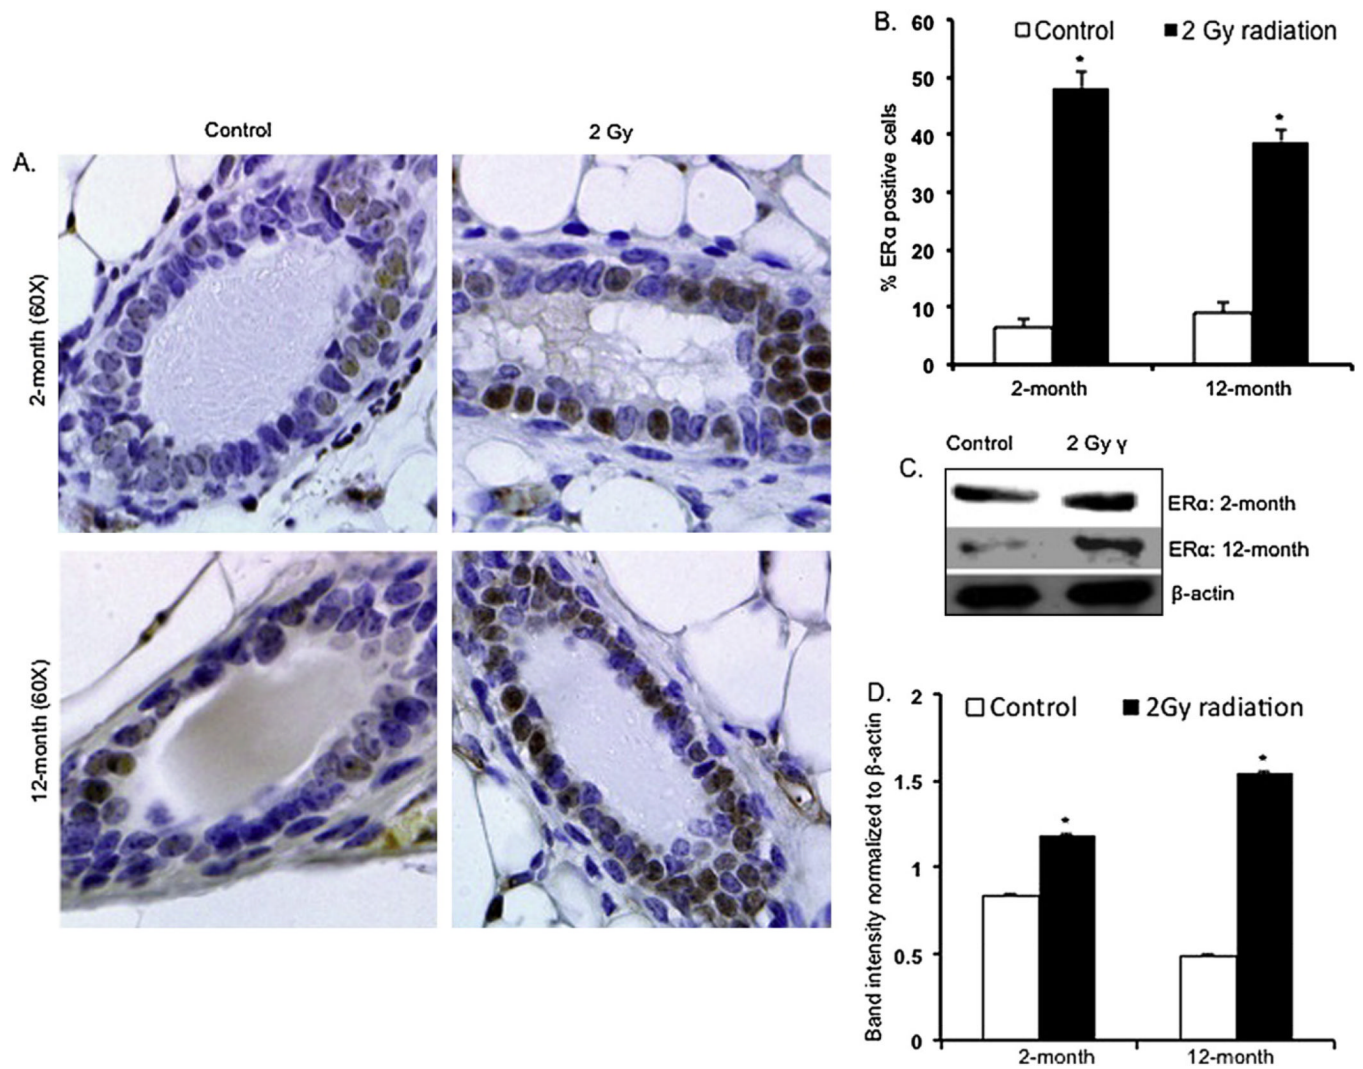 A.
Control
2 Gy
2-month (60X)
12-month (60X)
B.
60
50
40
30
20
10
0
% ERα positive cells
Control
2 Gy radiation
*
*
2-month
12-month
C.
Control
2 Gy γ
ERα: 2-month
ERα: 12-month
β-actin
D.
2
1.5
1
0.5
0
Band intensity normalized to β-actin
Control
2Gy radiation
*
*
2-month
12-month